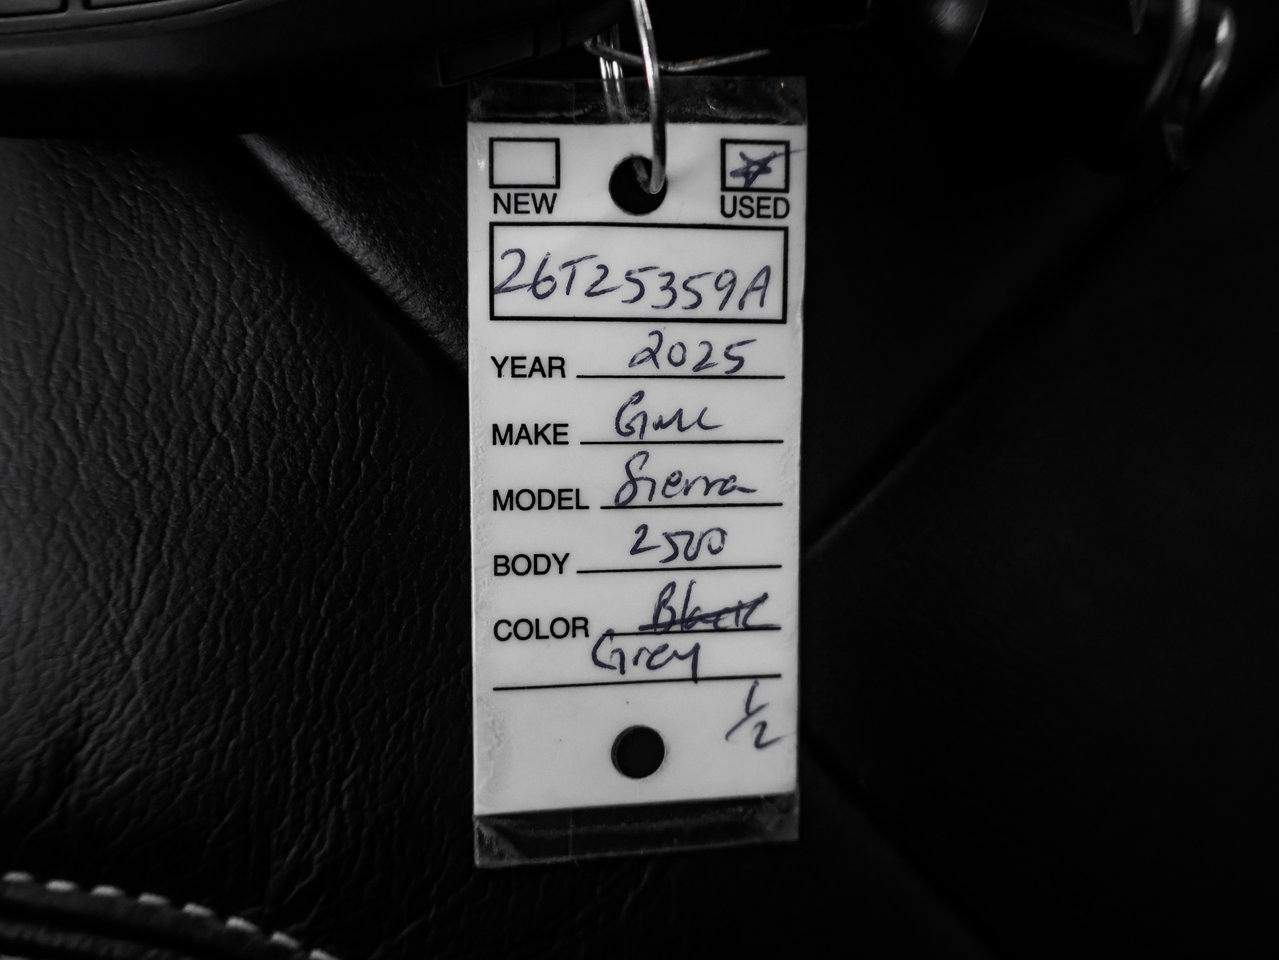 NEW USED
26T25359A
YEAR 2025
MAKE GMC
MODEL Sierra
BODY 2500
COLOR Black
Grey
1/2